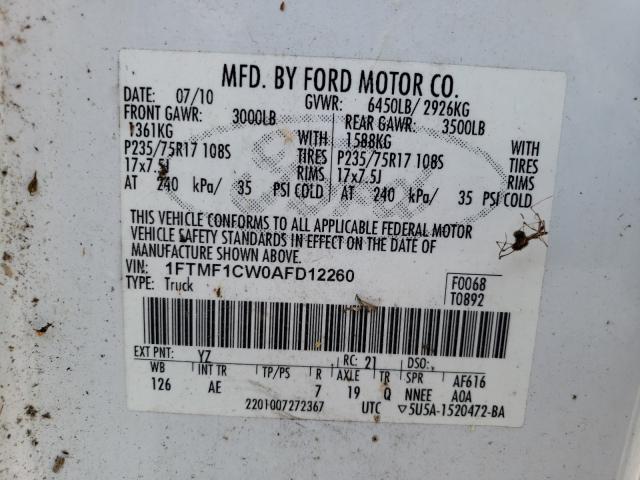 MFD. BY FORD MOTOR CO.
DATE: 07/10 GVWR: 6450LB/ 2926KG
FRONT GAWR: 3000LB REAR GAWR: 3500LB
1361KG WITH 1588KG WITH
P235/75R17 108S TIRES P235/75R17 108S TIRES
17x7.5J RIMS 17x7.5J RIMS
AT 240 kPa/ 35 PSI COLD AT 240 kPa/ 35 PSI COLD
THIS VEHICLE CONFORMS TO ALL APPLICABLE FEDERAL MOTOR
VEHICLE SAFETY STANDARDS IN EFFECT ON THE DATE OF
MANUFACTURE SHOWN ABOVE.
VIN: 1FTMF1CW0AFD12260 F0068
TYPE: Truck T0892
EXT PNT: YZ RC: 21 DSO:
WB INT TR TP/PS R AXLE TR SPR AF616
126 AE 7 19 Q NNEE A0A
2201007272367 UTC ▽5U5A-1520472-BA